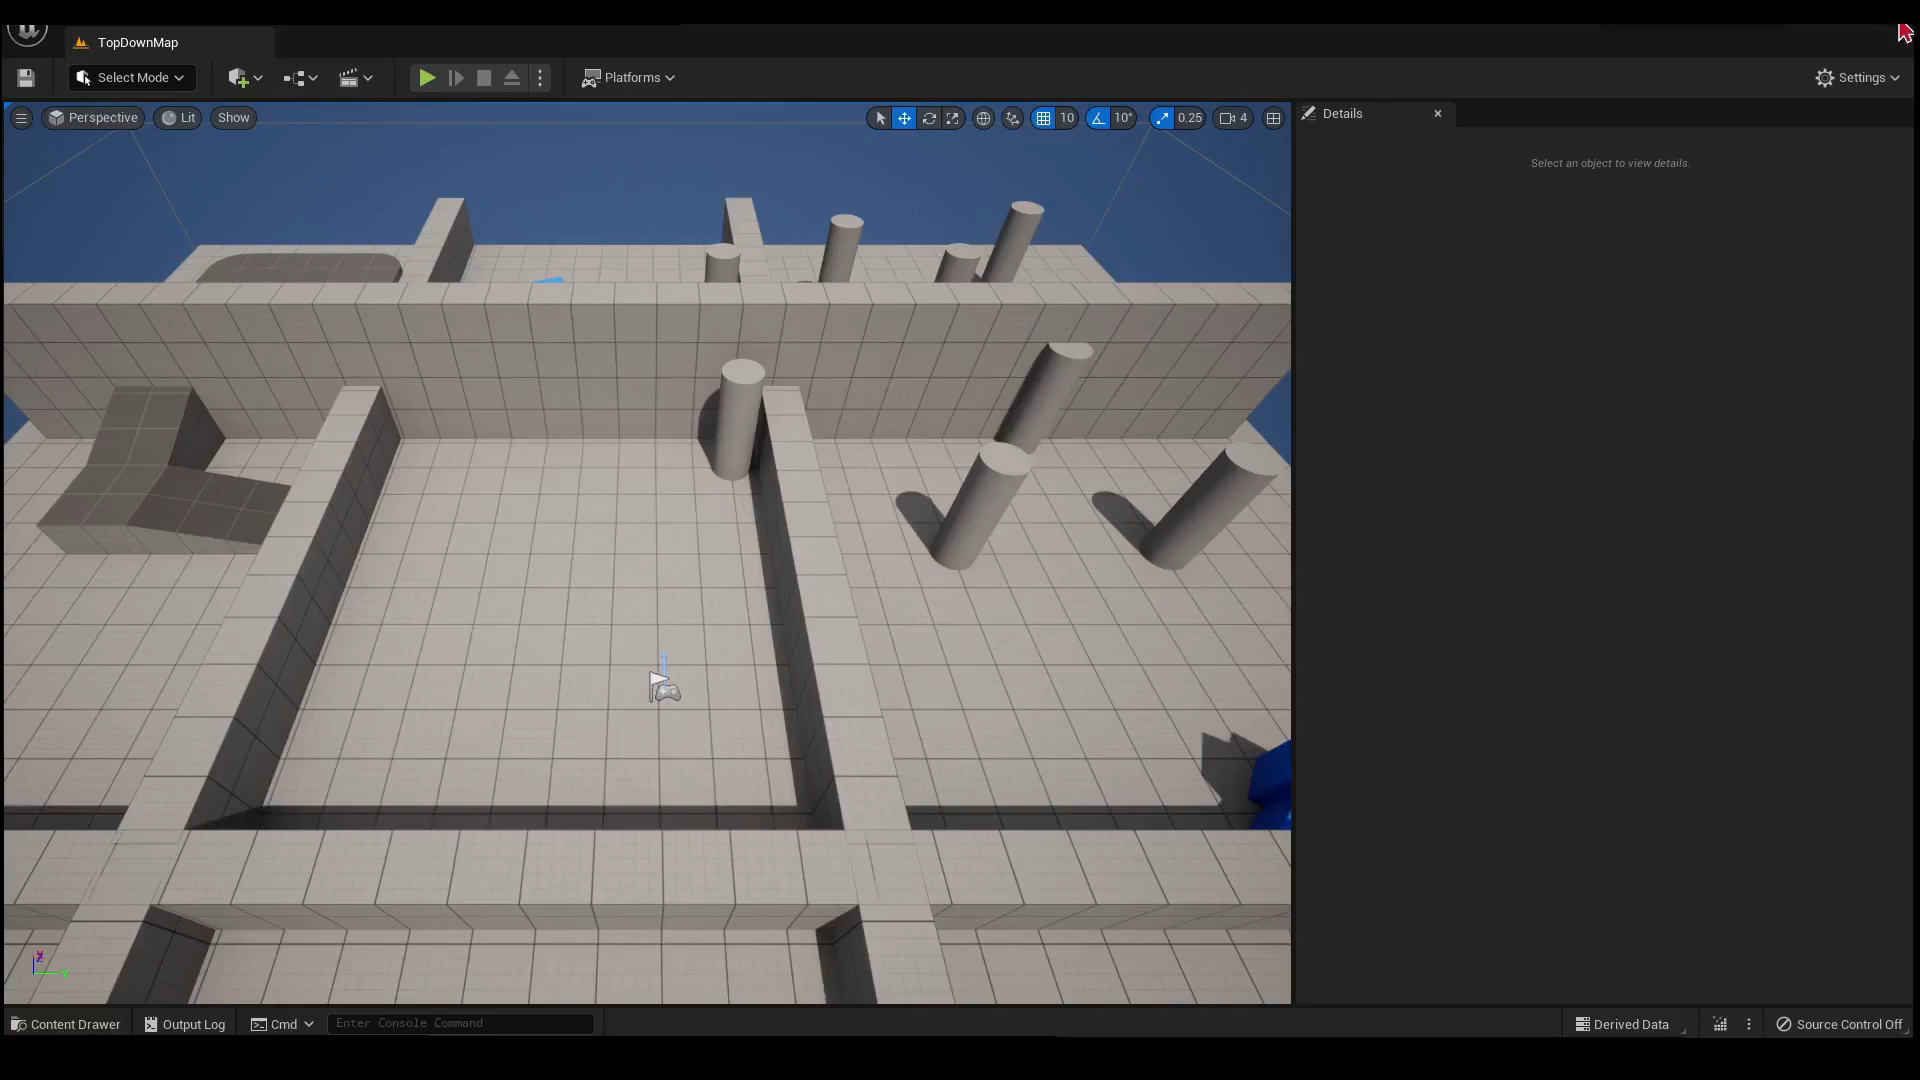 TopDownMap
Select Mode
Platforms
Settings
Perspective
Lit
Show
10
10°
0.25
4
Details
Select an object to view details.
Content Drawer
Output Log
Cmd
Enter Console Command
Derived Data
Source Control Off